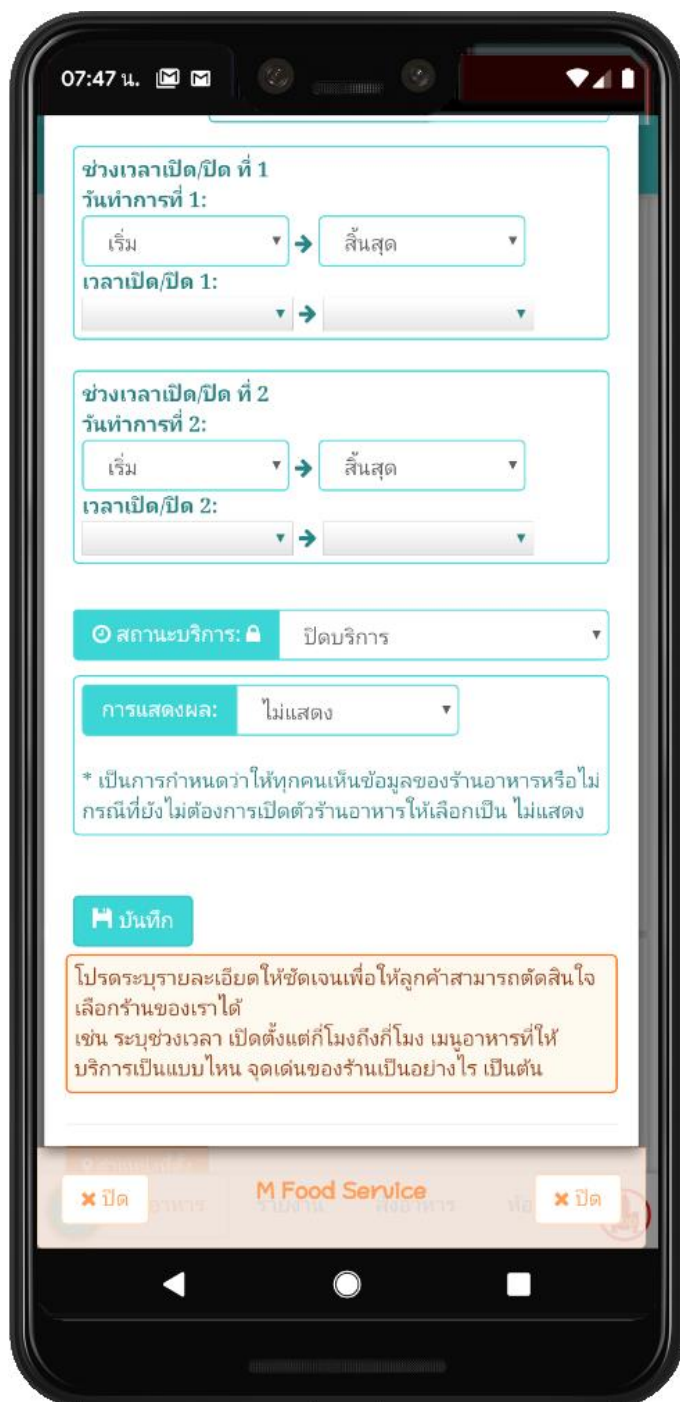 07:47 น.
ช่วงเวลาเปิด/ปิด ที่ 1
วันทำการที่ 1:
เริ่ม สิ้นสุด
เวลาเปิด/ปิด 1:
ช่วงเวลาเปิด/ปิด ที่ 2
วันทำการที่ 2:
เริ่ม สิ้นสุด
เวลาเปิด/ปิด 2:
สถานะบริการ: ปิดบริการ
การแสดงผล: ไม่แสดง
* เป็นการกำหนดว่าให้ทุกคนเห็นข้อมูลของร้านอาหารหรือไม่
กรณีที่ยังไม่ต้องการเปิดตัวร้านอาหารให้เลือกเป็น ไม่แสดง
บันทึก
โปรดระบุรายละเอียดให้ชัดเจนเพื่อให้ลูกค้าสามารถตัดสินใจ
เลือกร้านของเราได้
เช่น ระบุช่วงเวลา เปิดตั้งแต่กี่โมงถึงกี่โมง เมนูอาหารที่ให้
บริการเป็นแบบไหน จุดเด่นของร้านเป็นอย่างไร เป็นต้น
ปิด M Food Service ปิด